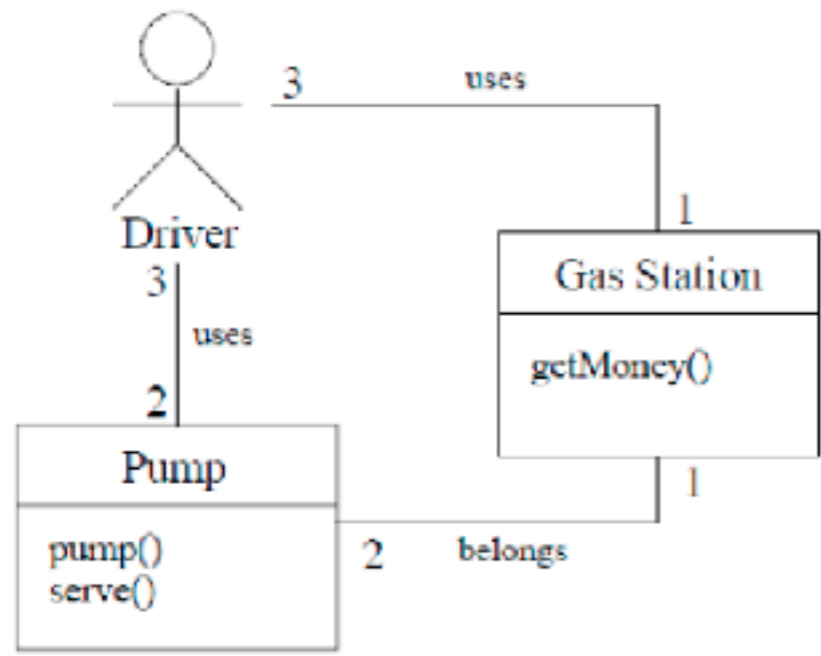 3 uses
1
Driver
Gas Station
3
uses
getMoney()
2
Pump
1
pump()
2 belongs
serve()